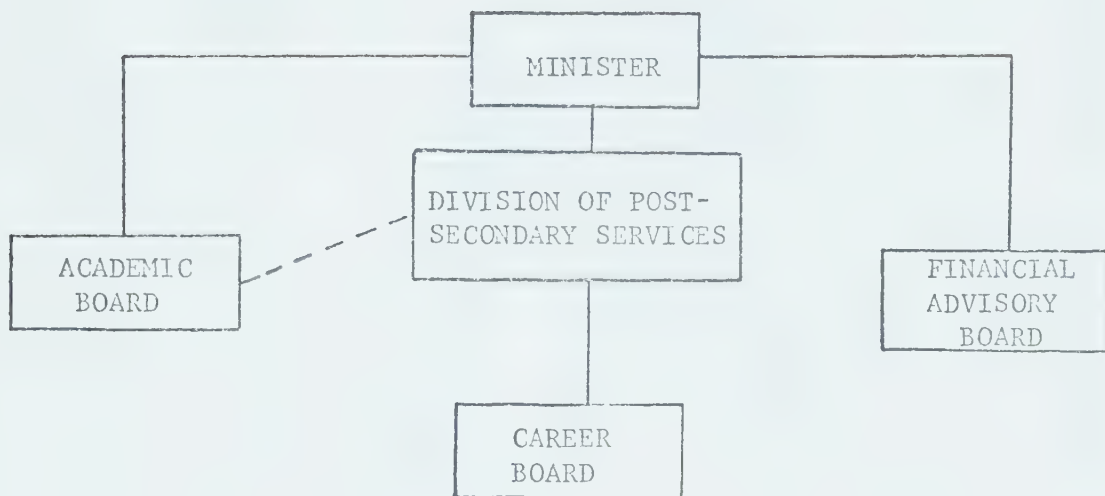 MINISTER
DIVISION OF POST-
SECONDARY SERVICES
ACADEMIC
BOARD
FINANCIAL
ADVISORY
BOARD
CAREER
BOARD